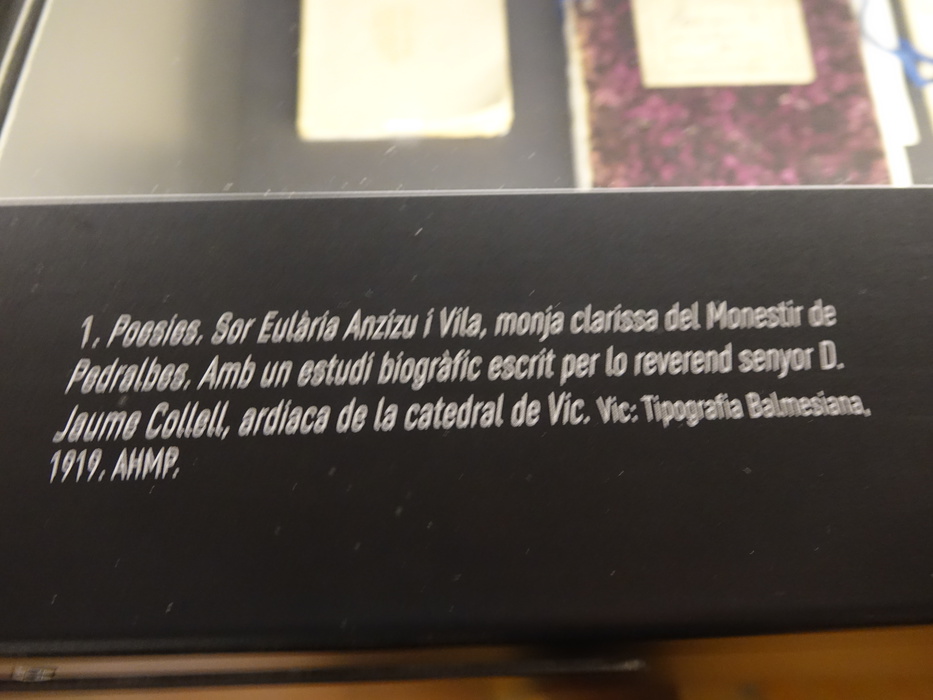 1. Poesies. Sor Eulària Anzizu i Vila, monja clarissa del Monestir de
Pedralbes. Amb un estudi biogràfic escrit per lo reverend senyor D.
Jaume Collell, ardiaca de la catedral de Vic. Vic: Tipografia Balmesiana,
1919. AHMP.